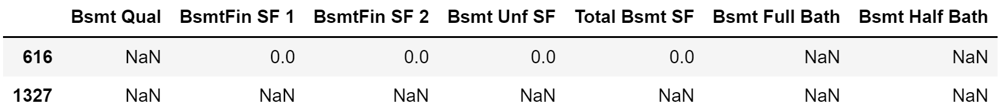 Bsmt Qual BsmtFin SF 1 BsmtFin SF 2 Bsmt Unf SF Total Bsmt SF Bsmt Full Bath Bsmt Half Bath
616 NaN 0.0 0.0 0.0 0.0 NaN NaN
1327 NaN NaN NaN NaN NaN NaN NaN